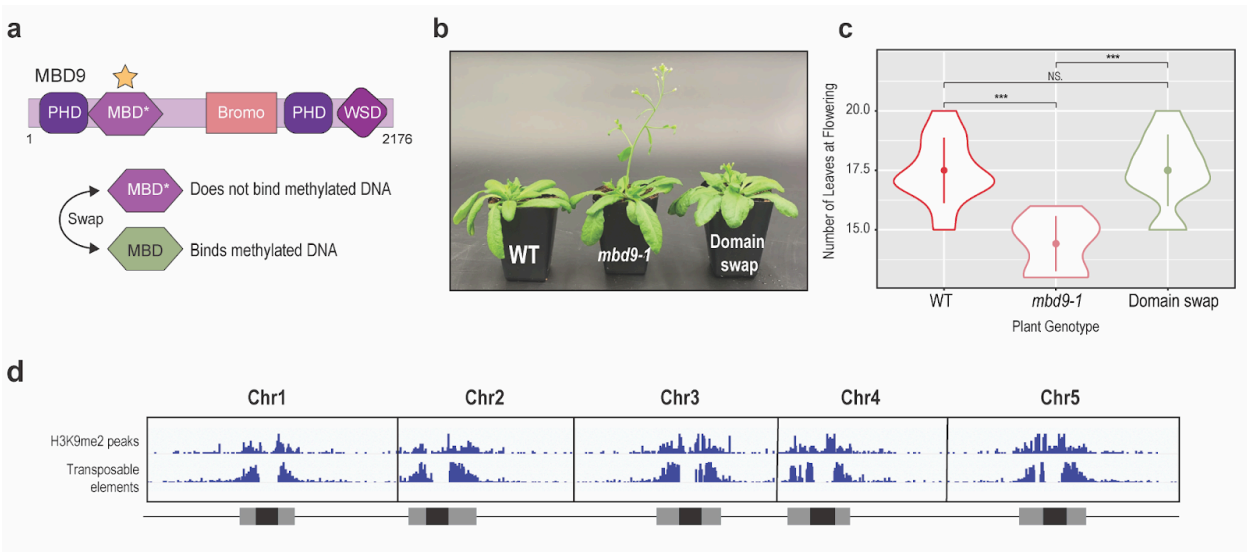 a
MBD9
PHD MBD* Bromo PHD WSD
1 2176
MBD* Does not bind methylated DNA
Swap
MBD Binds methylated DNA
b
WT
mbd9-1
Domain
swap
c
***
NS.
***
20.0
17.5
15.0
Number of Leaves at Flowering
WT mbd9-1 Domain swap
Plant Genotype
d
Chr1 Chr2 Chr3 Chr4 Chr5
H3K9me2 peaks
Transposable
elements